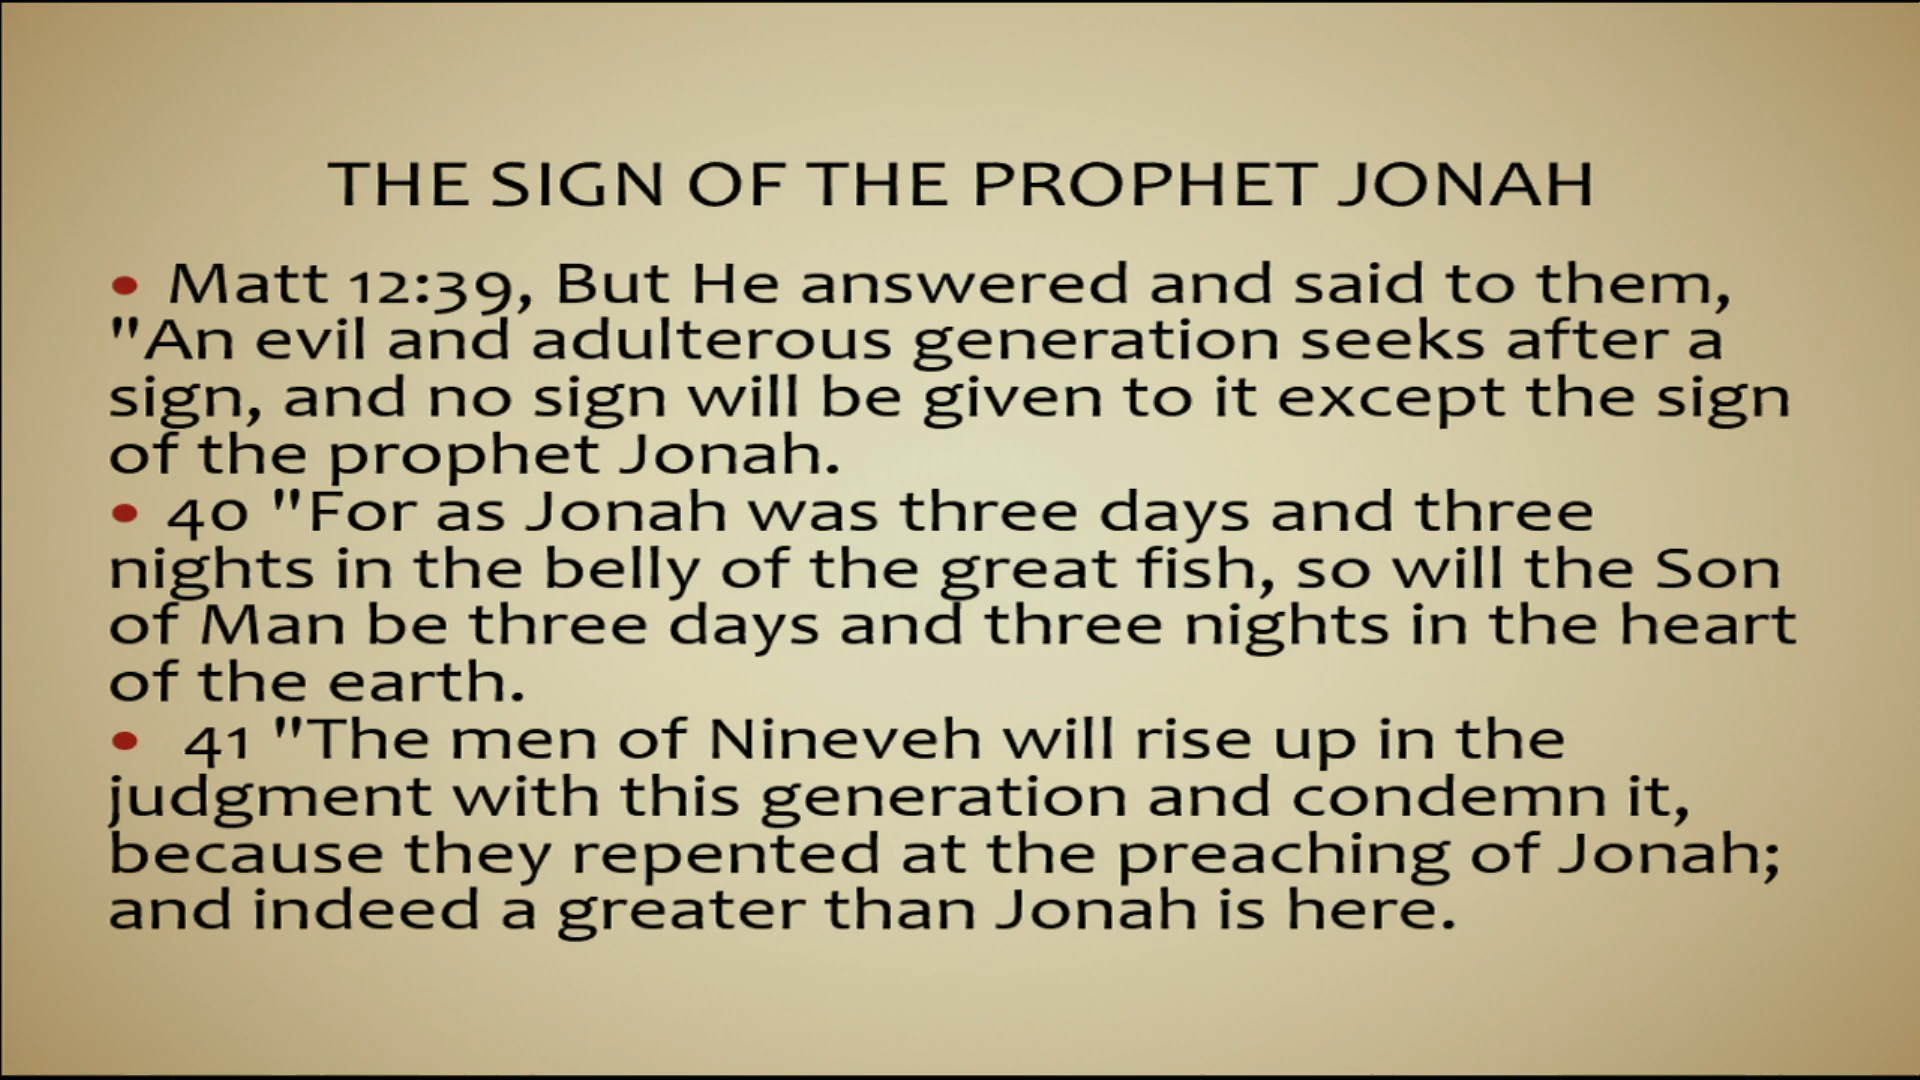 THE SIGN OF THE PROPHET JONAH
• Matt 12:39, But He answered and said to them,
"An evil and adulterous generation seeks after a
sign, and no sign will be given to it except the sign
of the prophet Jonah.
• 40 "For as Jonah was three days and three
nights in the belly of the great fish, so will the Son
of Man be three days and three nights in the heart
of the earth.
• 41 "The men of Nineveh will rise up in the
judgment with this generation and condemn it,
because they repented at the preaching of Jonah;
and indeed a greater than Jonah is here.